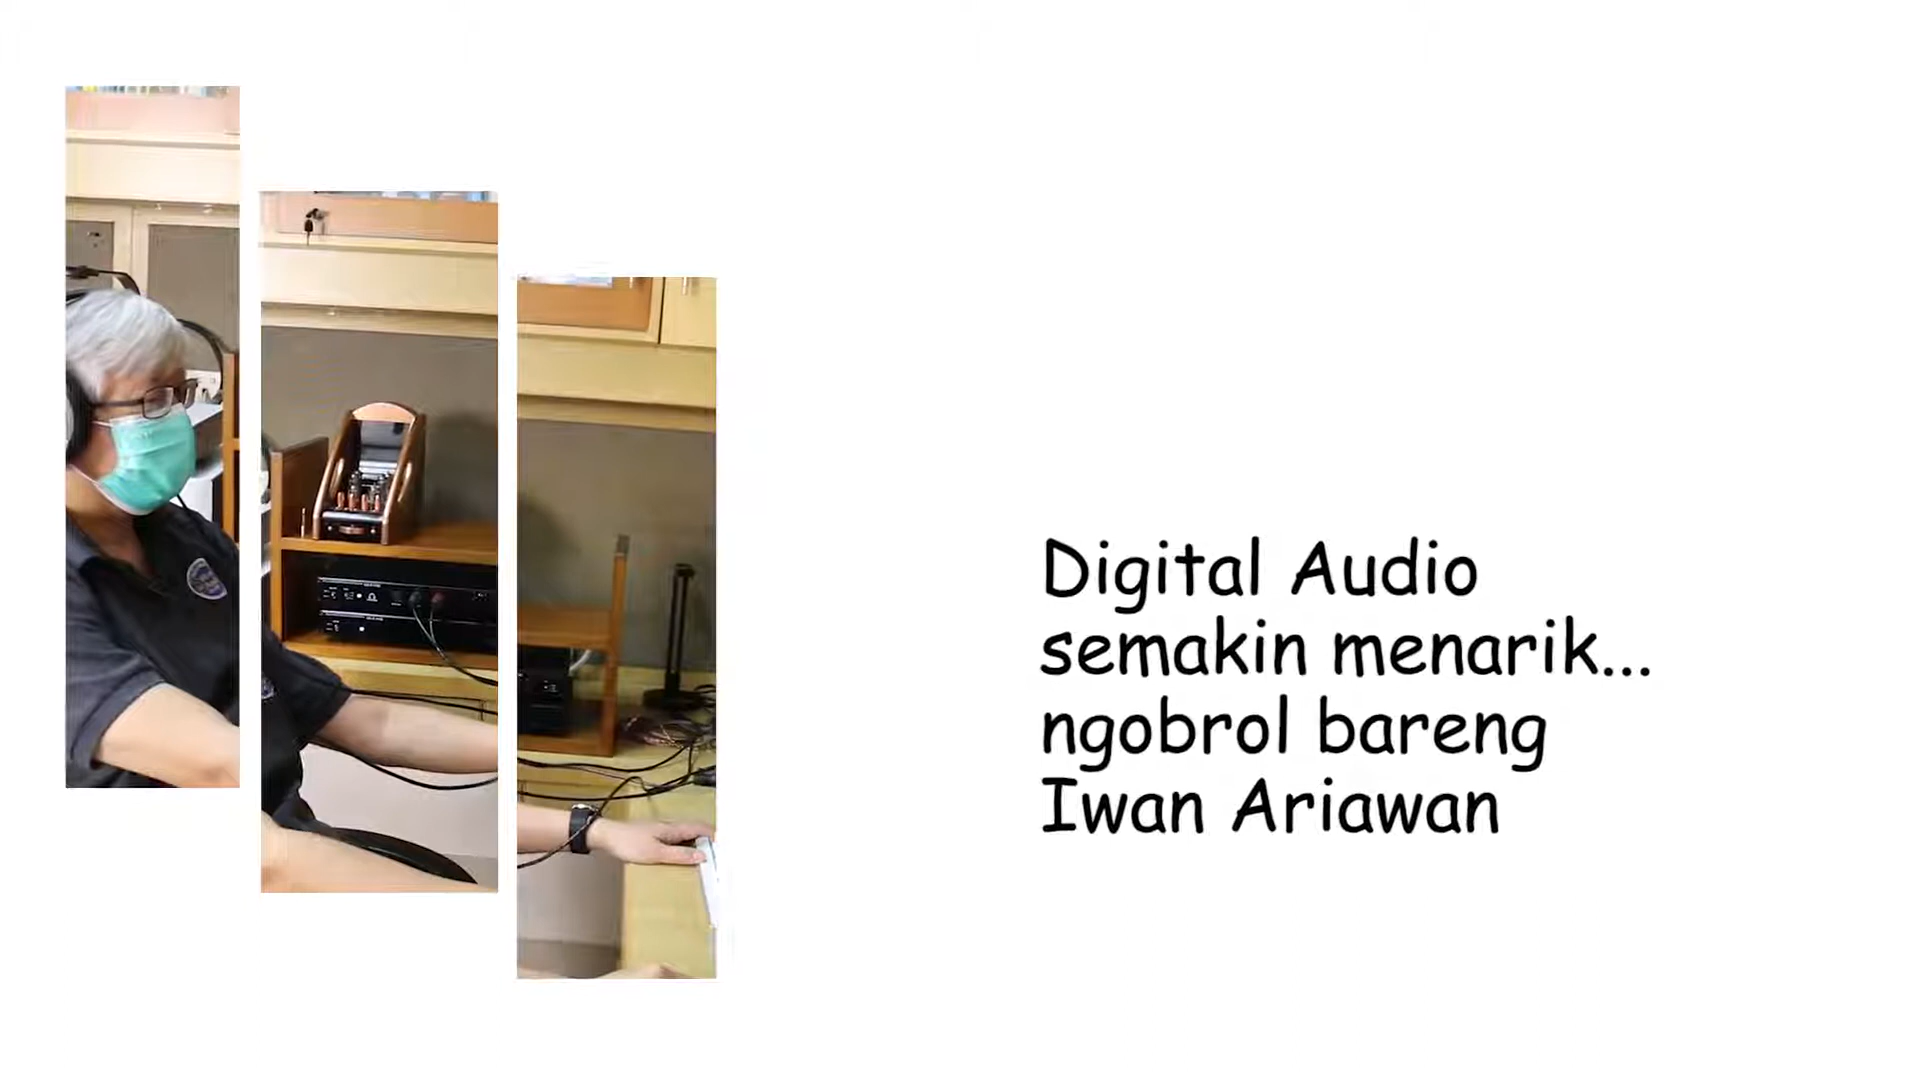 Digital Audio
semakin menarik...
ngobrol bareng
Iwan Ariawan